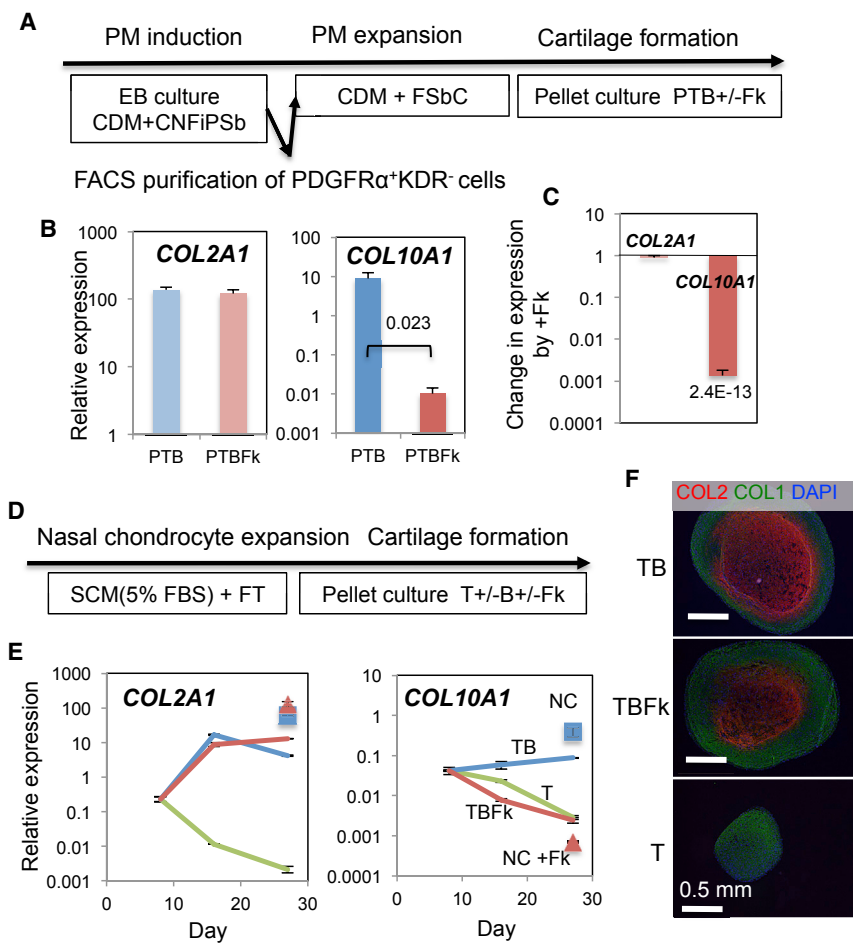 A
PM induction PM expansion Cartilage formation
EB culture
CDM+CNFiPSb
CDM + FSbC
Pellet culture PTB+/-Fk
FACS purification of PDGFRα⁺KDR⁻ cells
B
Relative expression
1000
100
10
1
COL2A1
PTB PTBFk
100
10
1
0.1
0.01
0.001
COL10A1
0.023
PTB PTBFk
C
Change in expression
by +Fk
10
1
0.1
0.01
0.001
0.0001
COL2A1
COL10A1
2.4E-13
D
Nasal chondrocyte expansion Cartilage formation
SCM(5% FBS) + FT
Pellet culture T+/-B+/-Fk
E
Relative expression
1000
100
10
1
0.1
0.01
0.001
COL2A1
0 10 20 30
Day
10
1
0.1
0.01
0.001
0.0001
COL10A1
NC
TB
T
TBFk
NC +Fk
0 10 20 30
Day
F
COL2 COL1 DAPI
TB
TBFk
T
0.5 mm